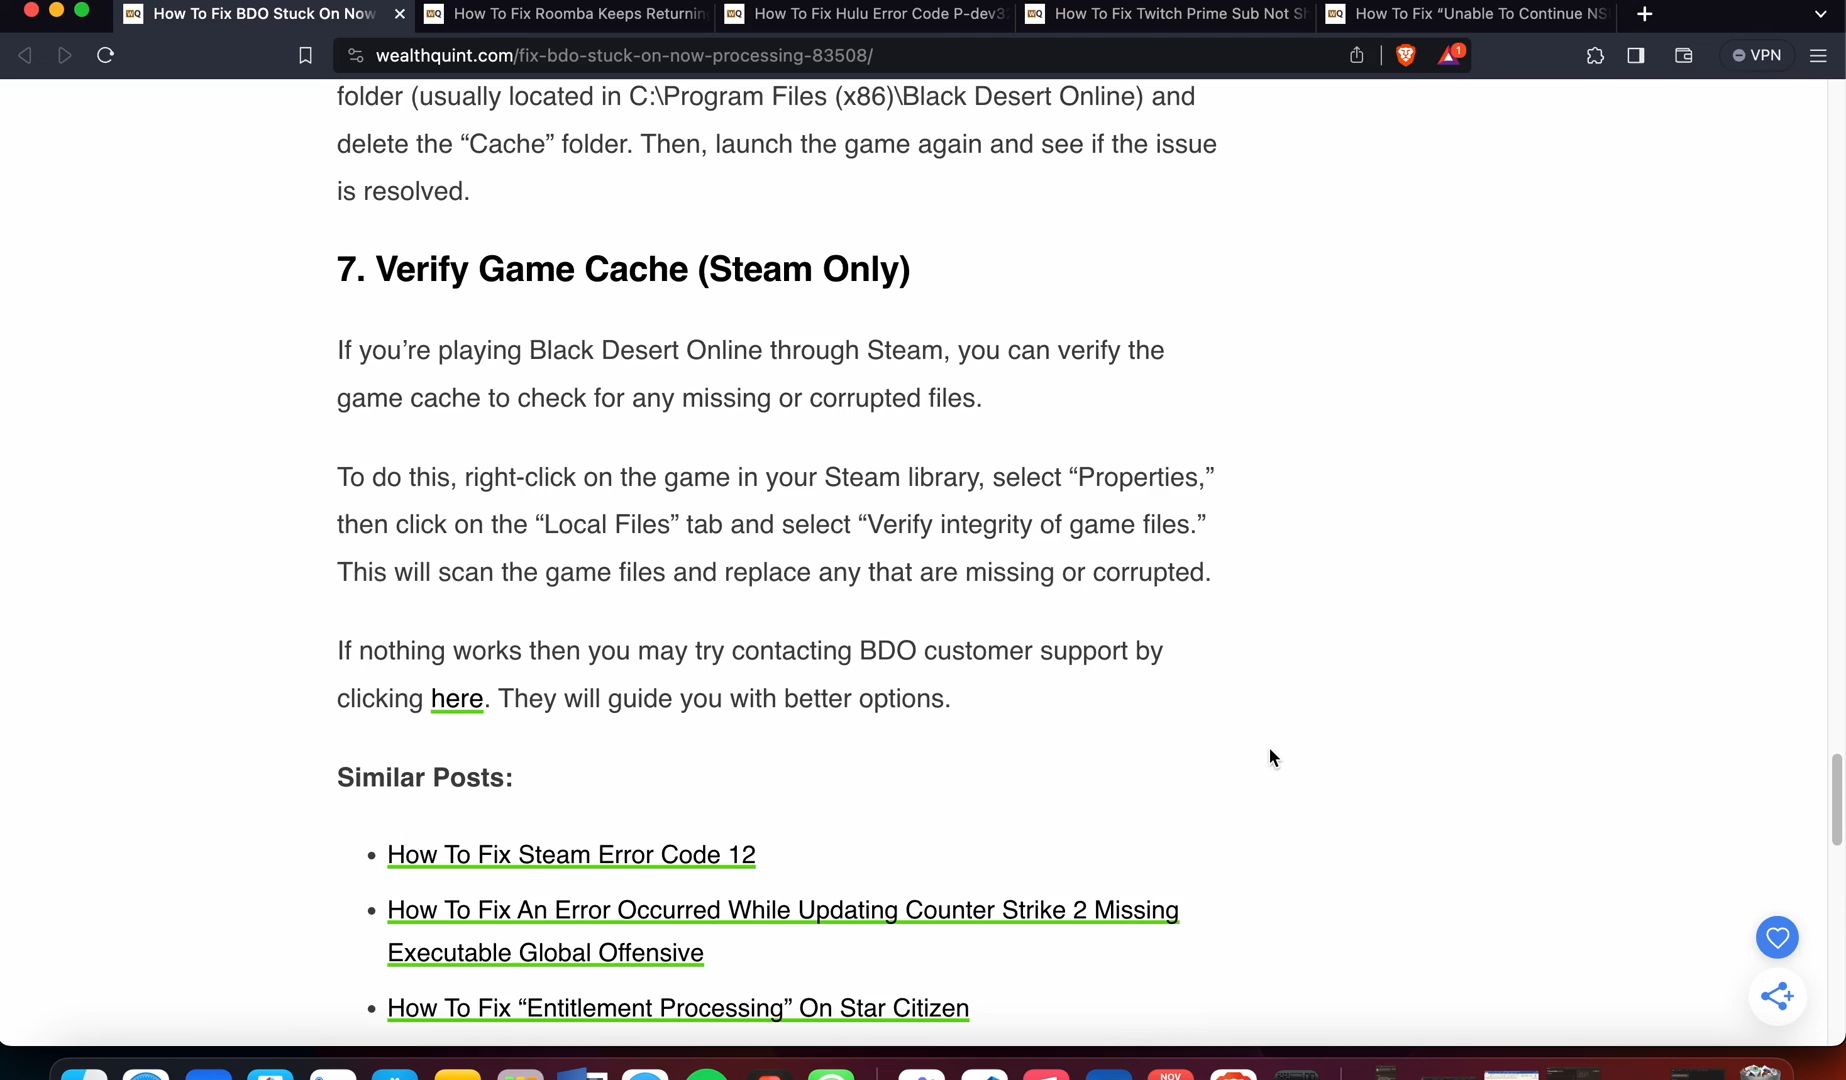 WQ How To Fix BDO Stuck On Now
WQ How To Fix Roomba Keeps Returnin
WQ How To Fix Hulu Error Code P-dev3
WQ How To Fix Twitch Prime Sub Not S
WQ How To Fix “Unable To Continue NS
wealthquint.com/fix-bdo-stuck-on-now-processing-83508/
1
VPN
folder (usually located in C:\Program Files (x86)\Black Desert Online) and
delete the “Cache” folder. Then, launch the game again and see if the issue
is resolved.
7. Verify Game Cache (Steam Only)
If you’re playing Black Desert Online through Steam, you can verify the
game cache to check for any missing or corrupted files.
To do this, right-click on the game in your Steam library, select “Properties,”
then click on the “Local Files” tab and select “Verify integrity of game files.”
This will scan the game files and replace any that are missing or corrupted.
If nothing works then you may try contacting BDO customer support by
clicking here. They will guide you with better options.
Similar Posts:
• How To Fix Steam Error Code 12
• How To Fix An Error Occurred While Updating Counter Strike 2 Missing
Executable Global Offensive
• How To Fix “Entitlement Processing” On Star Citizen
NOV